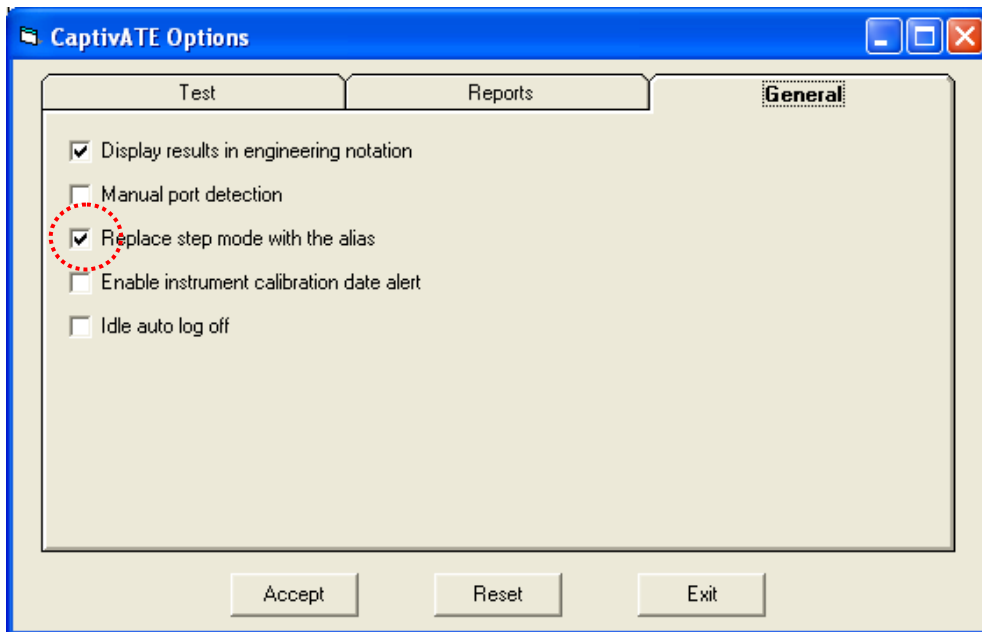 CaptivATE Options
Test Reports General
Display results in engineering notation
Manual port detection
Replace step mode with the alias
Enable instrument calibration date alert
Idle auto log off
Accept Reset Exit